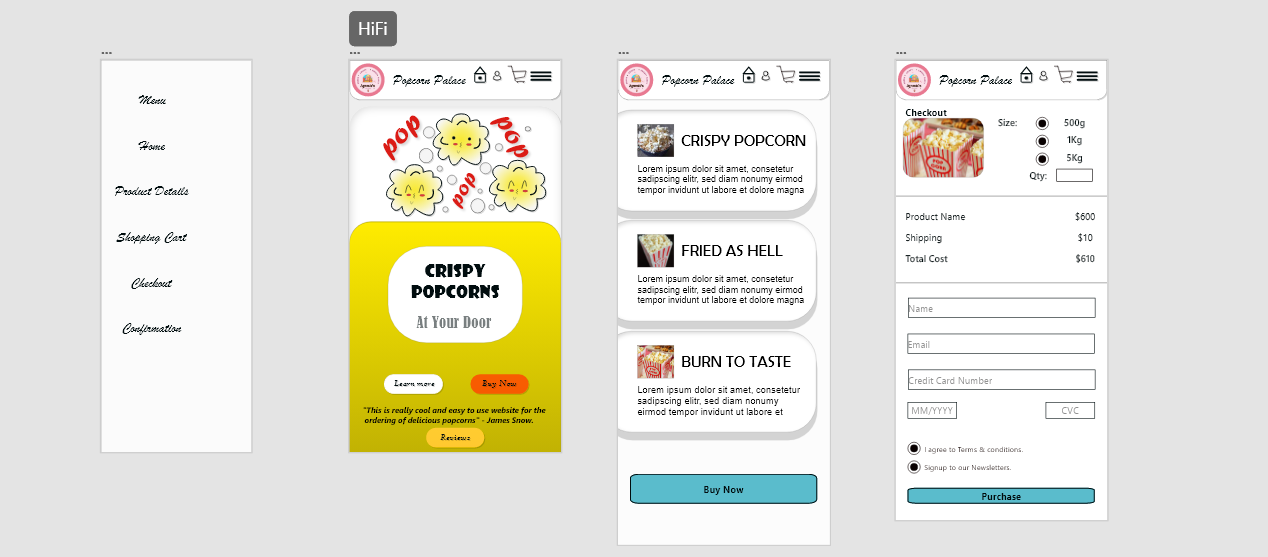 HiFi
Menu
Home
Product Details
Shopping Cart
Checkout
Confirmation
Popcorn Palace
pop
pop
pop
CRISPY
POPCORNS
At Your Door
Learn more
Buy Now
"This is really cool and easy to use website for the
ordering of delicious popcorns" - James Snow.
Reviews
Popcorn Palace
CRISPY POPCORN
Lorem ipsum dolor sit amet, consetetur
sadipscing elitr, sed diam nonumy eirmod
tempor invidunt ut labore et dolore magna
FRIED AS HELL
Lorem ipsum dolor sit amet, consetetur
sadipscing elitr, sed diam nonumy eirmod
tempor invidunt ut labore et dolore magna
BURN TO TASTE
Lorem ipsum dolor sit amet, consetetur
sadipscing elitr, sed diam nonumy
eirmod tempor invidunt ut labore et
Buy Now
Popcorn Palace
Checkout
Size:
500g
1Kg
5Kg
Qty:
Product Name $600
Shipping $10
Total Cost $610
Name
Email
Credit Card Number
MM/YYYY CVC
I agree to Terms & conditions.
Signup to our Newsletters.
Purchase